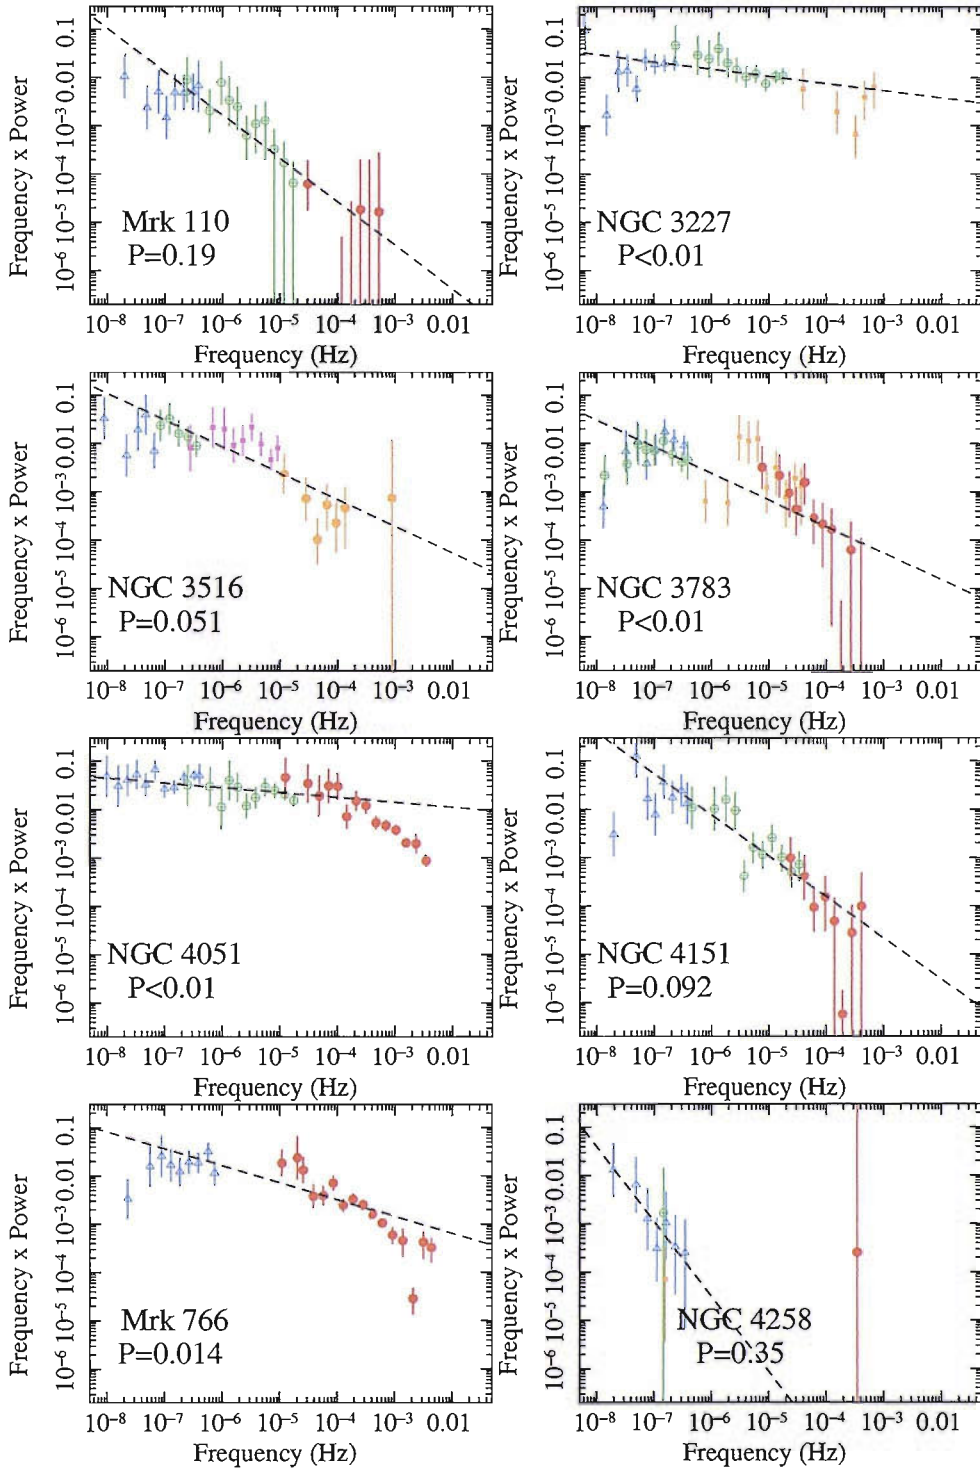 Frequency x Power
0.1
0.01
10⁻³
10⁻⁴
10⁻⁵
10⁻⁶
Mrk 110
P=0.19
10⁻⁸ 10⁻⁷ 10⁻⁶ 10⁻⁵ 10⁻⁴ 10⁻³ 0.01
Frequency (Hz)
Frequency x Power
0.1
0.01
10⁻³
10⁻⁴
10⁻⁵
10⁻⁶
NGC 3227
P<0.01
10⁻⁸ 10⁻⁷ 10⁻⁶ 10⁻⁵ 10⁻⁴ 10⁻³ 0.01
Frequency (Hz)
Frequency x Power
0.1
0.01
10⁻³
10⁻⁴
10⁻⁵
10⁻⁶
NGC 3516
P=0.051
10⁻⁸ 10⁻⁷ 10⁻⁶ 10⁻⁵ 10⁻⁴ 10⁻³ 0.01
Frequency (Hz)
Frequency x Power
0.1
0.01
10⁻³
10⁻⁴
10⁻⁵
10⁻⁶
NGC 3783
P<0.01
10⁻⁸ 10⁻⁷ 10⁻⁶ 10⁻⁵ 10⁻⁴ 10⁻³ 0.01
Frequency (Hz)
Frequency x Power
0.1
0.01
10⁻³
10⁻⁴
10⁻⁵
10⁻⁶
NGC 4051
P<0.01
10⁻⁸ 10⁻⁷ 10⁻⁶ 10⁻⁵ 10⁻⁴ 10⁻³ 0.01
Frequency (Hz)
Frequency x Power
0.1
0.01
10⁻³
10⁻⁴
10⁻⁵
10⁻⁶
NGC 4151
P=0.092
10⁻⁸ 10⁻⁷ 10⁻⁶ 10⁻⁵ 10⁻⁴ 10⁻³ 0.01
Frequency (Hz)
Frequency x Power
0.1
0.01
10⁻³
10⁻⁴
10⁻⁵
10⁻⁶
Mrk 766
P=0.014
10⁻⁸ 10⁻⁷ 10⁻⁶ 10⁻⁵ 10⁻⁴ 10⁻³ 0.01
Frequency (Hz)
Frequency x Power
0.1
0.01
10⁻³
10⁻⁴
10⁻⁵
10⁻⁶
NGC 4258
P=0.35
10⁻⁸ 10⁻⁷ 10⁻⁶ 10⁻⁵ 10⁻⁴ 10⁻³ 0.01
Frequency (Hz)